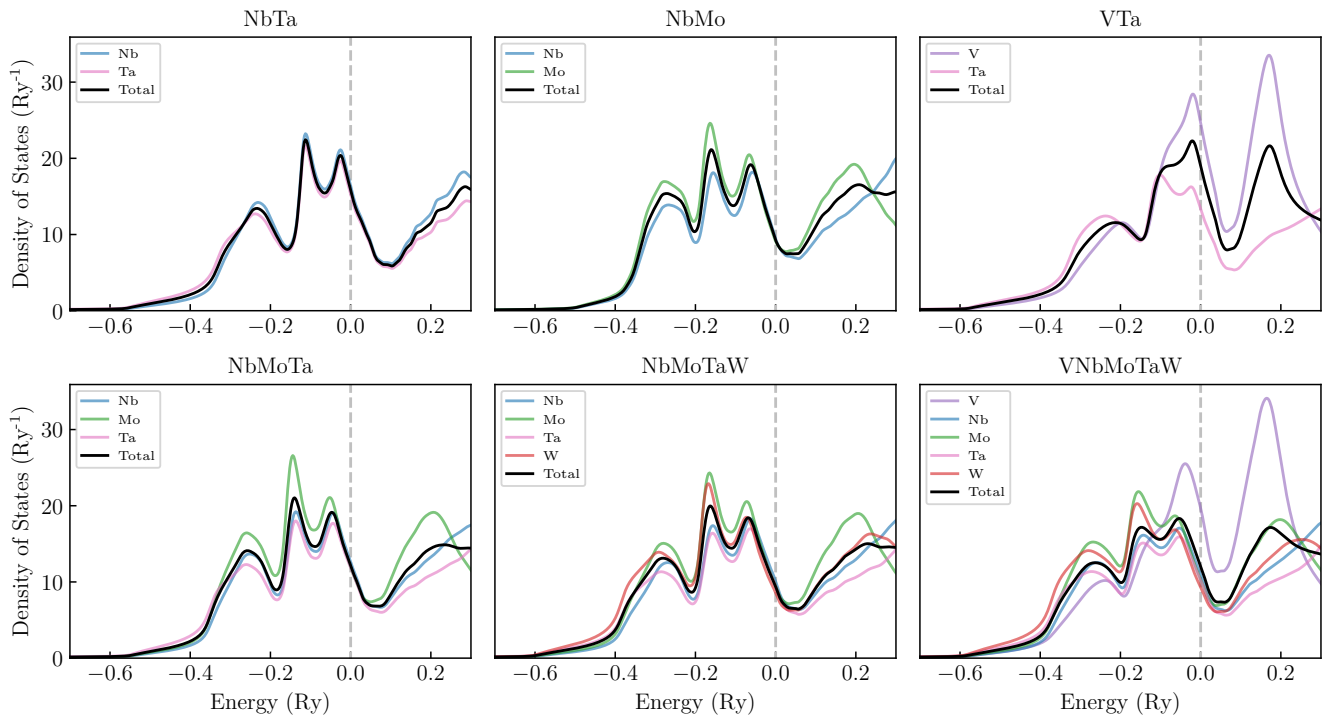 NbTa
NbMo
VTa
Density of States (Ry⁻¹)
30
20
10
0
Nb
Ta
Total
−0.6 −0.4 −0.2 0.0 0.2
Nb
Mo
Total
−0.6 −0.4 −0.2 0.0 0.2
V
Ta
Total
−0.6 −0.4 −0.2 0.0 0.2
NbMoTa
NbMoTaW
VNbMoTaW
Density of States (Ry⁻¹)
30
20
10
0
Nb
Mo
Ta
Total
−0.6 −0.4 −0.2 0.0 0.2
Energy (Ry)
Nb
Mo
Ta
W
Total
−0.6 −0.4 −0.2 0.0 0.2
Energy (Ry)
V
Nb
Mo
Ta
W
Total
−0.6 −0.4 −0.2 0.0 0.2
Energy (Ry)